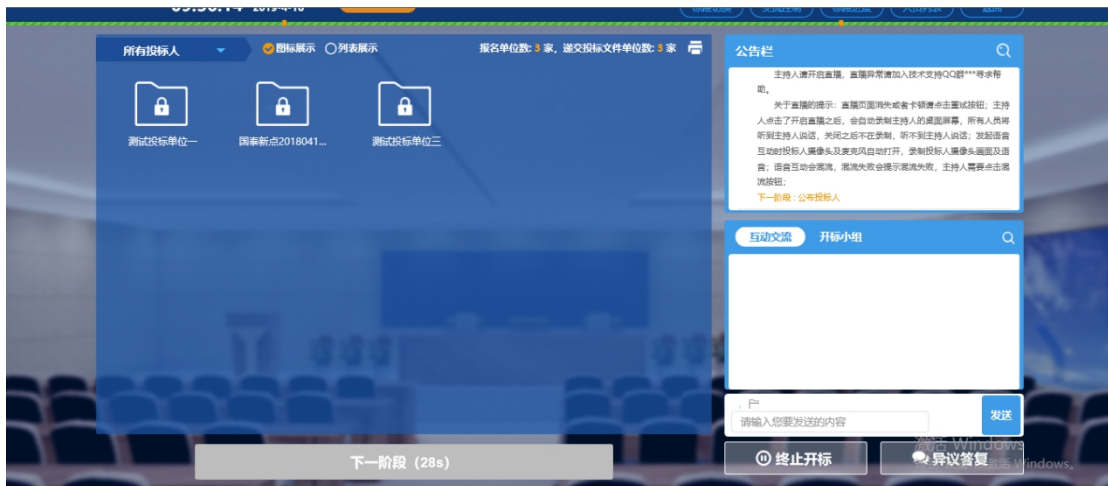 所有投标人
图标展示 列表展示
报名单位数: 3 家, 递交投标文件单位数: 3 家
测试投标单位一
国泰新点2018041...
测试投标单位三
下一阶段 (28s)
公告栏
主持人请开启直播, 直播异常请加入技术支持QQ群***寻求帮
助。
关于直播的提示: 直播页面消失或者卡顿请点击重试按钮; 主持
人点击了开启直播之后, 会自动录制主持人的桌面屏幕, 所有人员将
听到主持人说话, 关闭之后不在录制, 听不到主持人说话; 发起语音
互动时投标人摄像头及麦克风自动打开, 录制投标人摄像头画面及语
音; 语音互动会混流, 混流失败会提示混流失败, 主持人需要点击混
流按钮;
下一阶段 : 公布投标人
互动交流 开标小组
请输入您要发送的内容
发送
终止开标
异议答复
激活 Windows